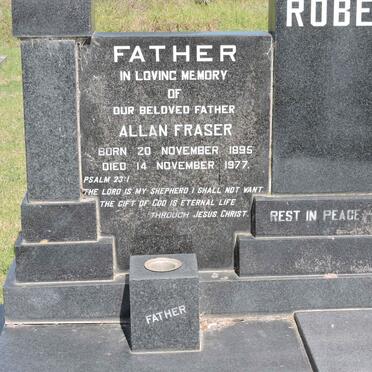 ROBE
FATHER
IN LOVING MEMORY
OF
OUR BELOVED FATHER
ALLAN FRASER
BORN 20 NOVEMBER 1895
DIED 14 NOVEMBER 1977.
PSALM 23:1
THE LORD IS MY SHEPHERD I SHALL NOT WANT
THE GIFT OF GOD IS ETERNAL LIFE
THROUGH JESUS CHRIST.
REST IN PEACE
FATHER